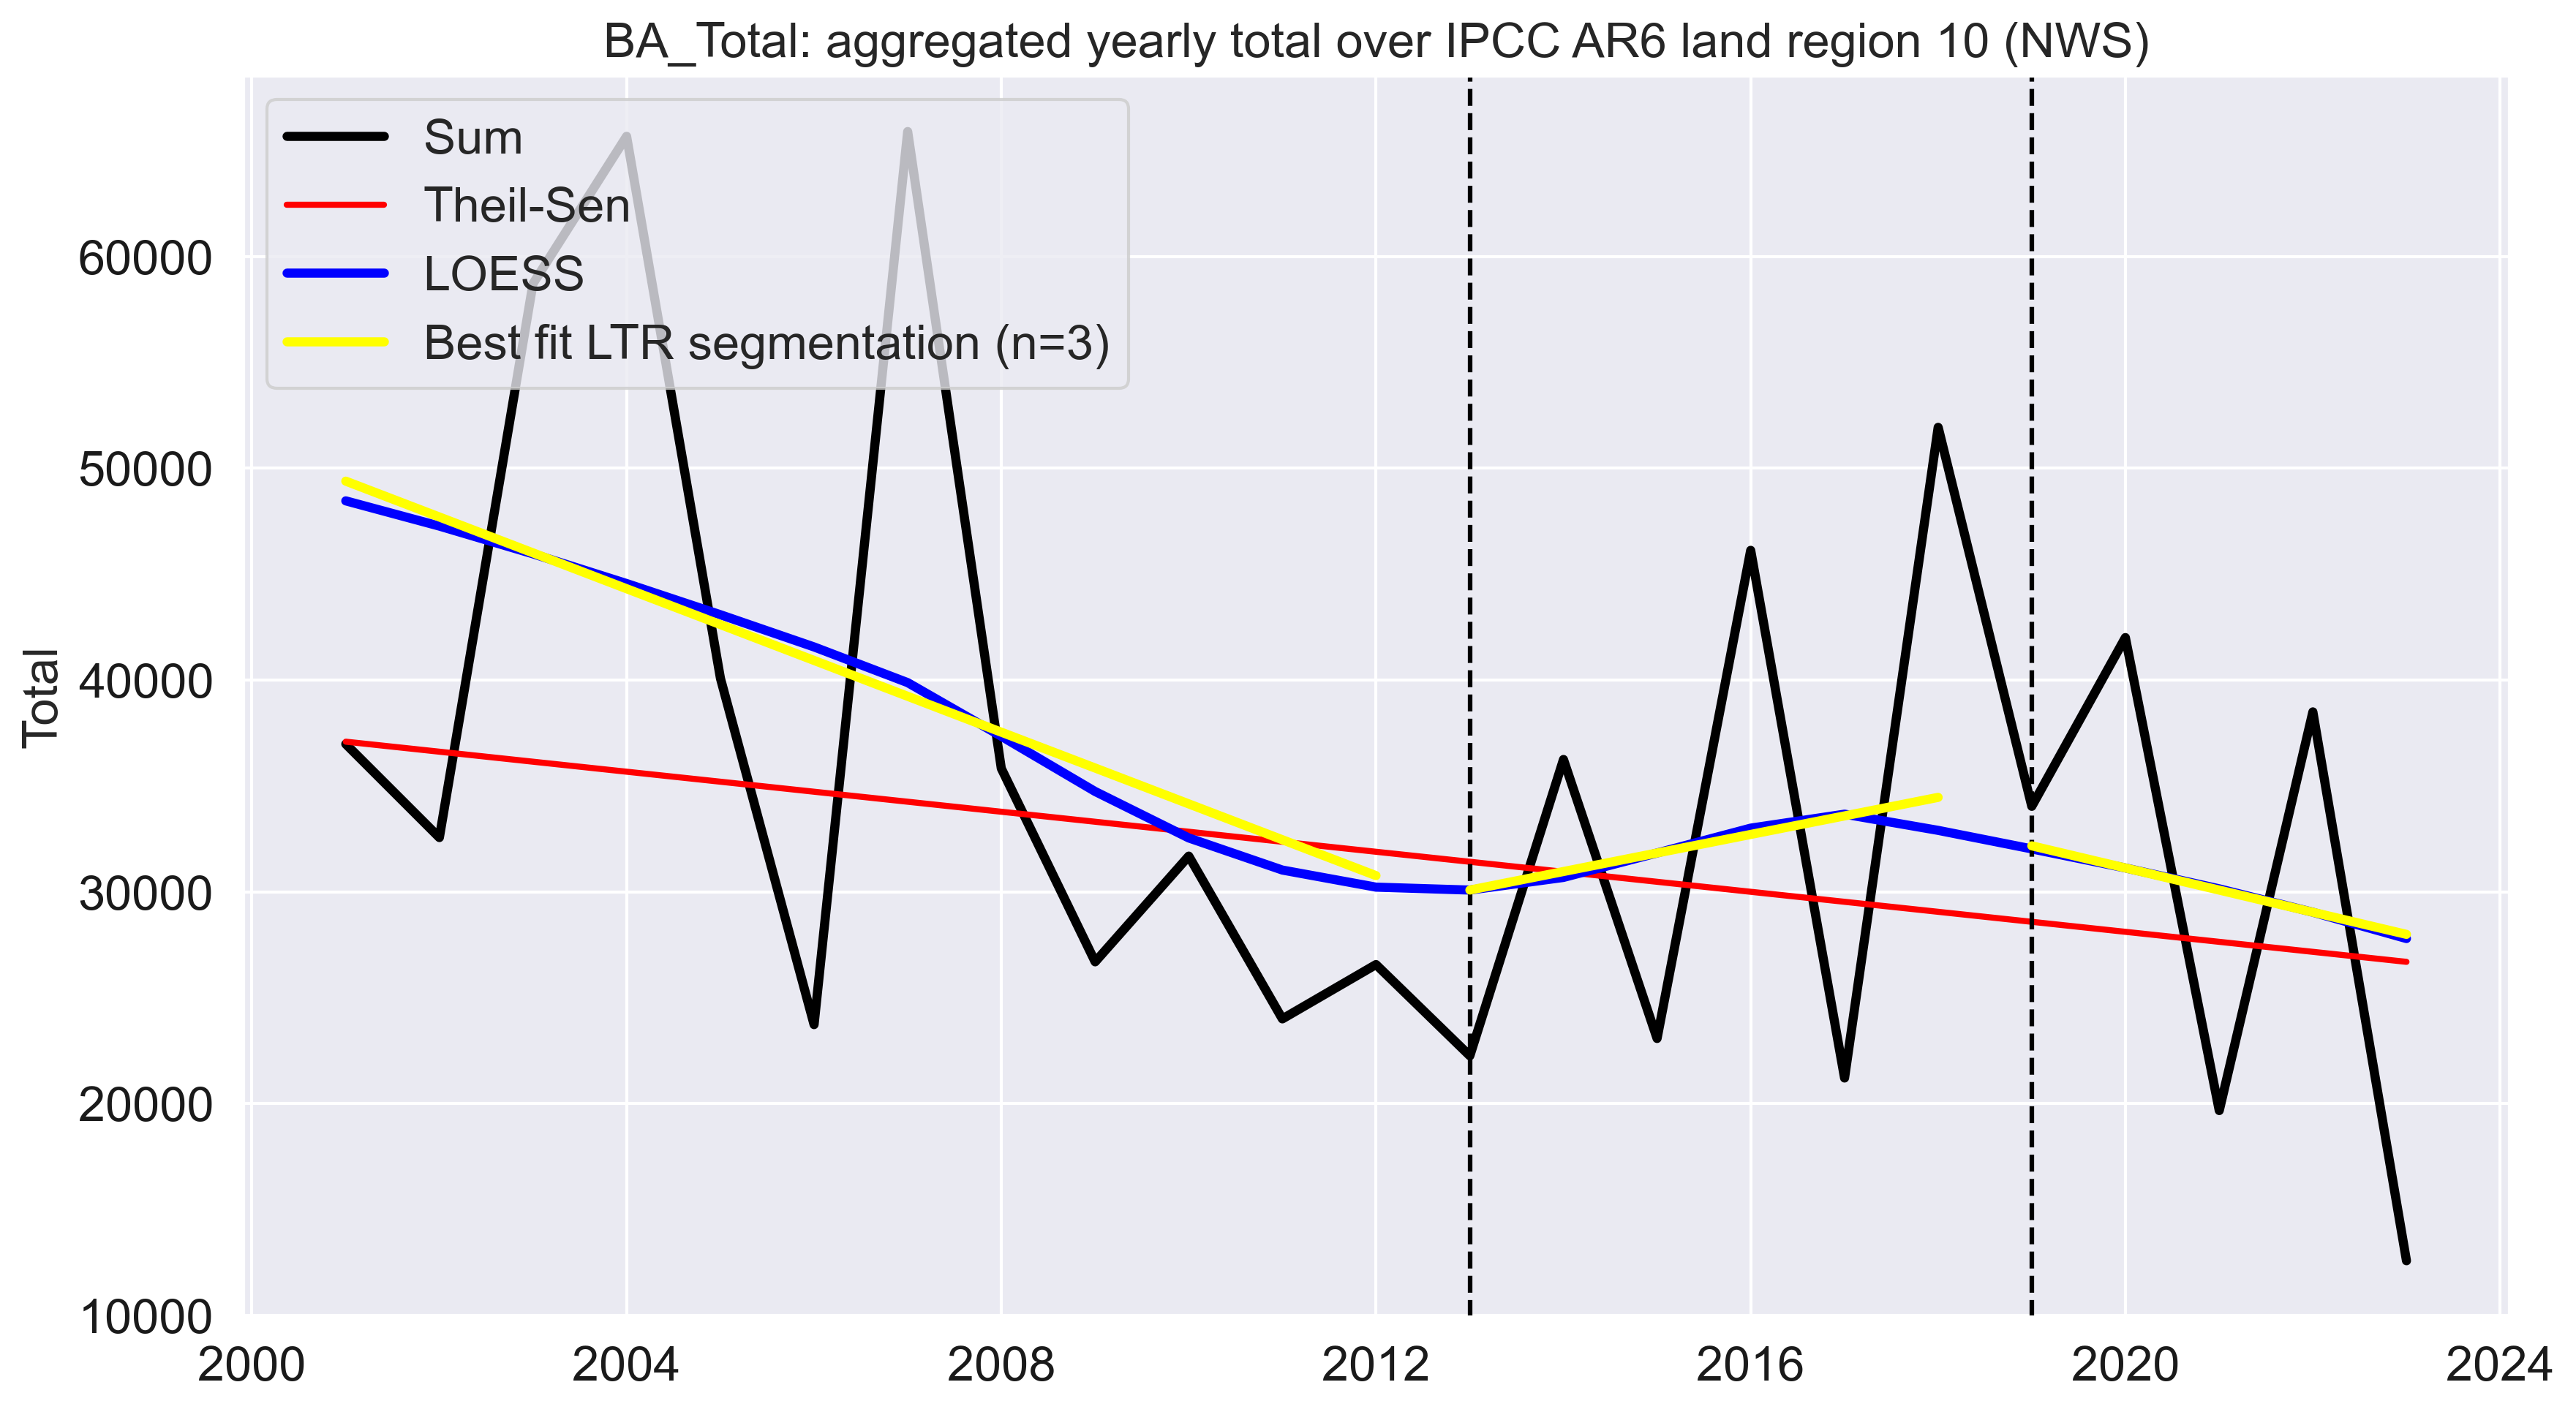 BA_Total: aggregated yearly total over IPCC AR6 land region 10 (NWS)
Sum
Theil-Sen
LOESS
Best fit LTR segmentation (n=3)
Total
60000
50000
40000
30000
20000
10000
2000 2004 2008 2012 2016 2020 2024